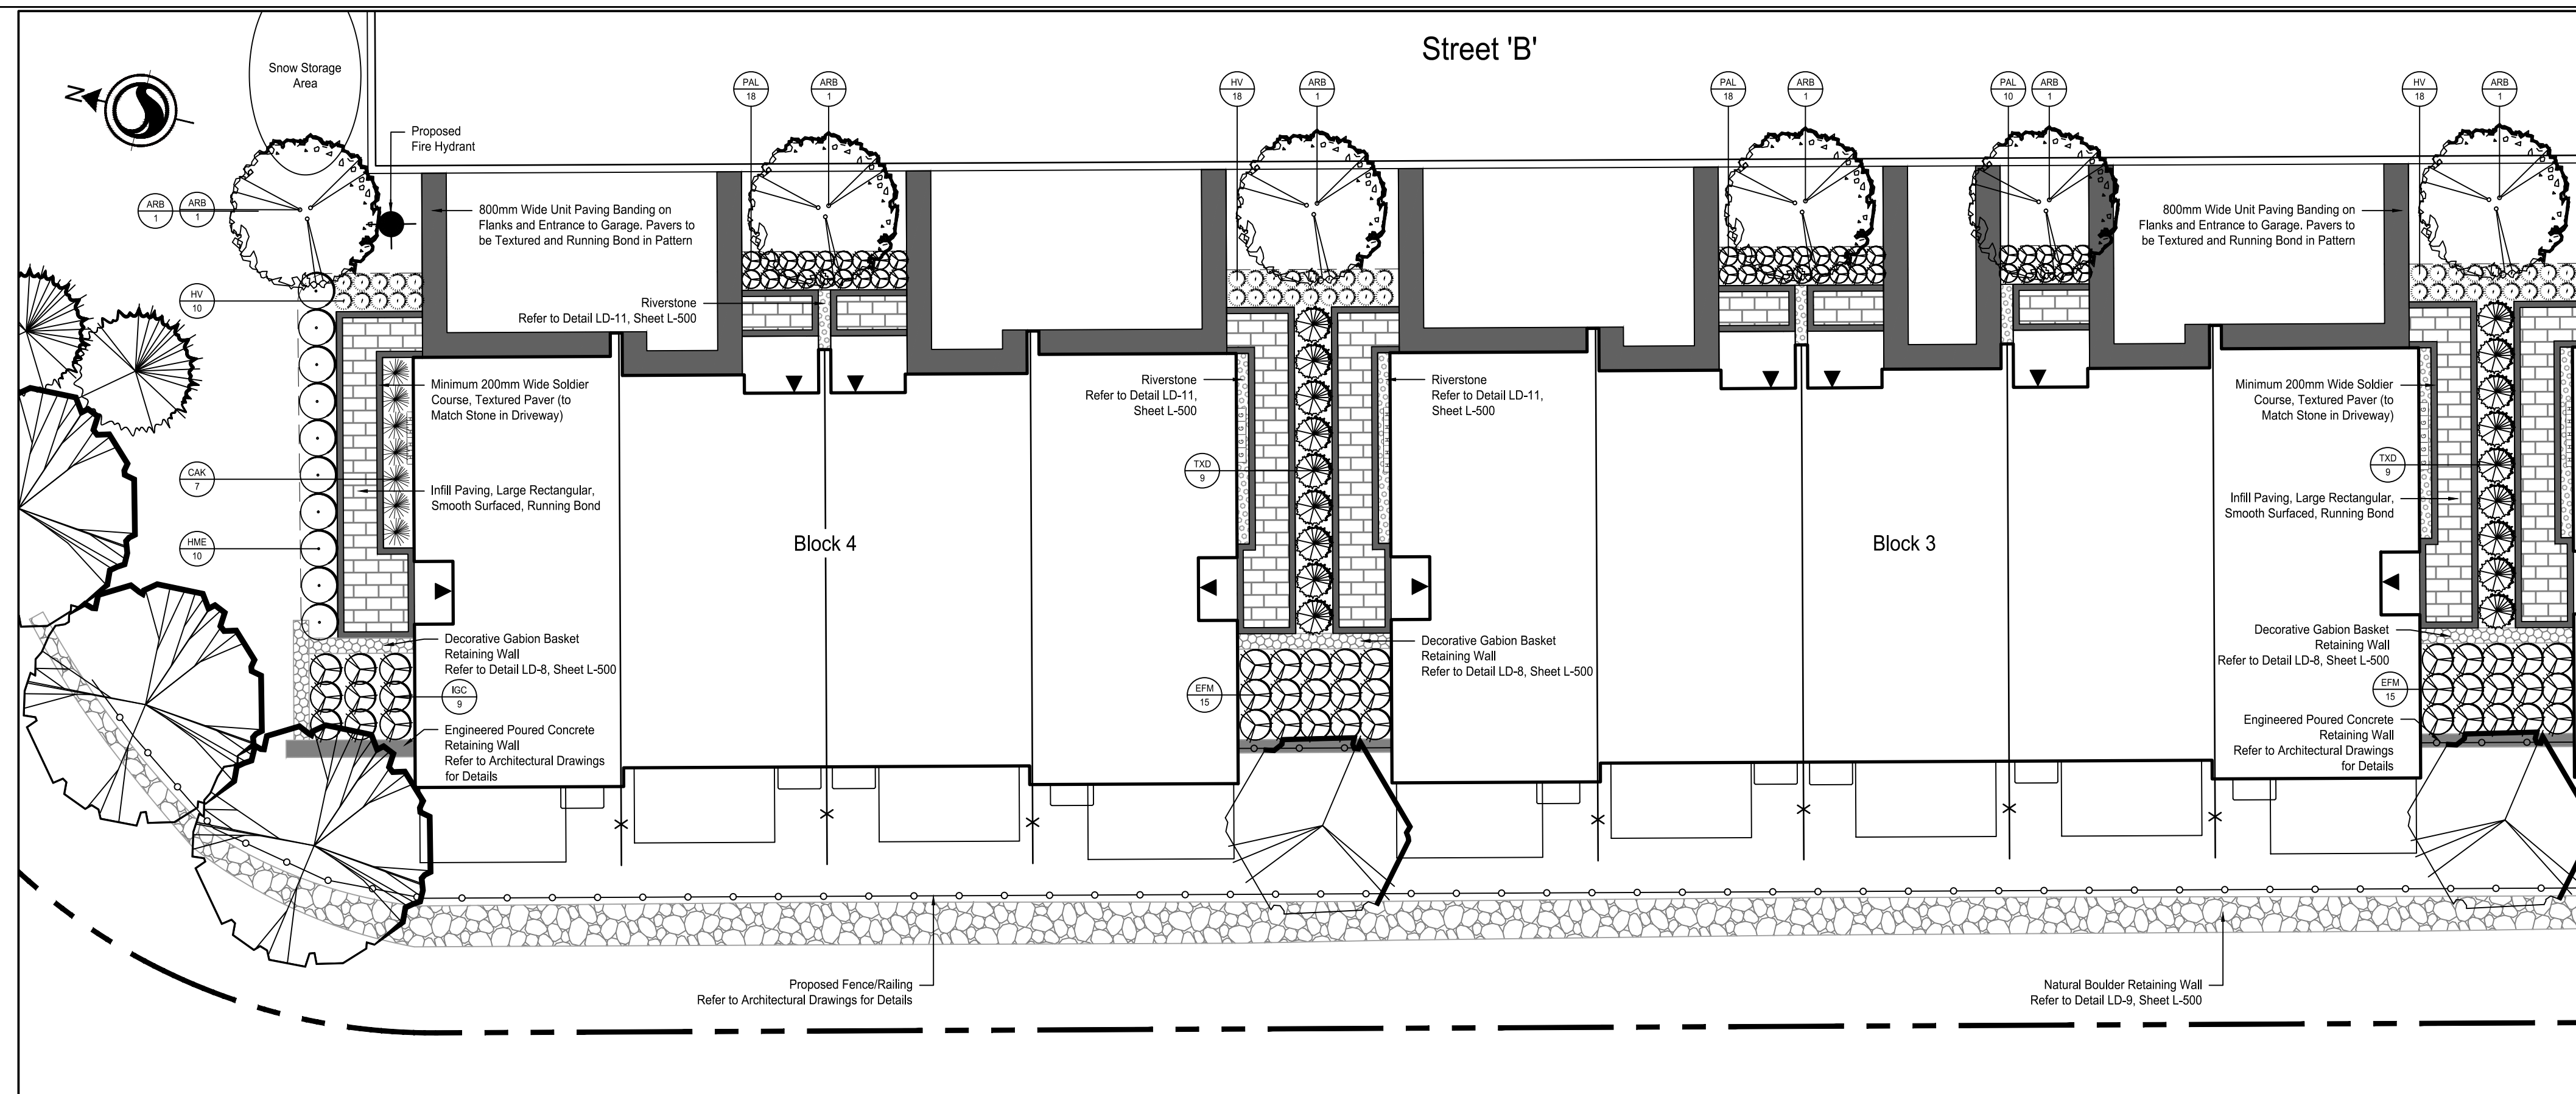 Street 'B'
Snow Storage
Area
N
Proposed
Fire Hydrant
PAL
18
ARB
1
HV
18
ARB
1
PAL
18
ARB
1
PAL
10
ARB
1
HV
18
ARB
1
ARB
1
ARB
1
800mm Wide Unit Paving Banding on
Flanks and Entrance to Garage. Pavers to
be Textured and Running Bond in Pattern
800mm Wide Unit Paving Banding on
Flanks and Entrance to Garage. Pavers to
be Textured and Running Bond in Pattern
HV
10
Riverstone
Refer to Detail LD-11, Sheet L-500
Minimum 200mm Wide Soldier
Course, Textured Paver (to
Match Stone in Driveway)
Riverstone
Refer to Detail LD-11,
Sheet L-500
Riverstone
Refer to Detail LD-11,
Sheet L-500
Minimum 200mm Wide Soldier
Course, Textured Paver (to
Match Stone in Driveway)
CAK
7
Infill Paving, Large Rectangular,
Smooth Surfaced, Running Bond
TXD
9
TXD
9
Infill Paving, Large Rectangular,
Smooth Surfaced, Running Bond
HME
10
Block 4
Block 3
Decorative Gabion Basket
Retaining Wall
Refer to Detail LD-8, Sheet L-500
Decorative Gabion Basket
Retaining Wall
Refer to Detail LD-8, Sheet L-500
Decorative Gabion Basket
Retaining Wall
Refer to Detail LD-8, Sheet L-500
IGC
9
EFM
15
EFM
15
Engineered Poured Concrete
Retaining Wall
Refer to Architectural Drawings
for Details
Engineered Poured Concrete
Retaining Wall
Refer to Architectural Drawings
for Details
Proposed Fence/Railing
Refer to Architectural Drawings for Details
Natural Boulder Retaining Wall
Refer to Detail LD-9, Sheet L-500